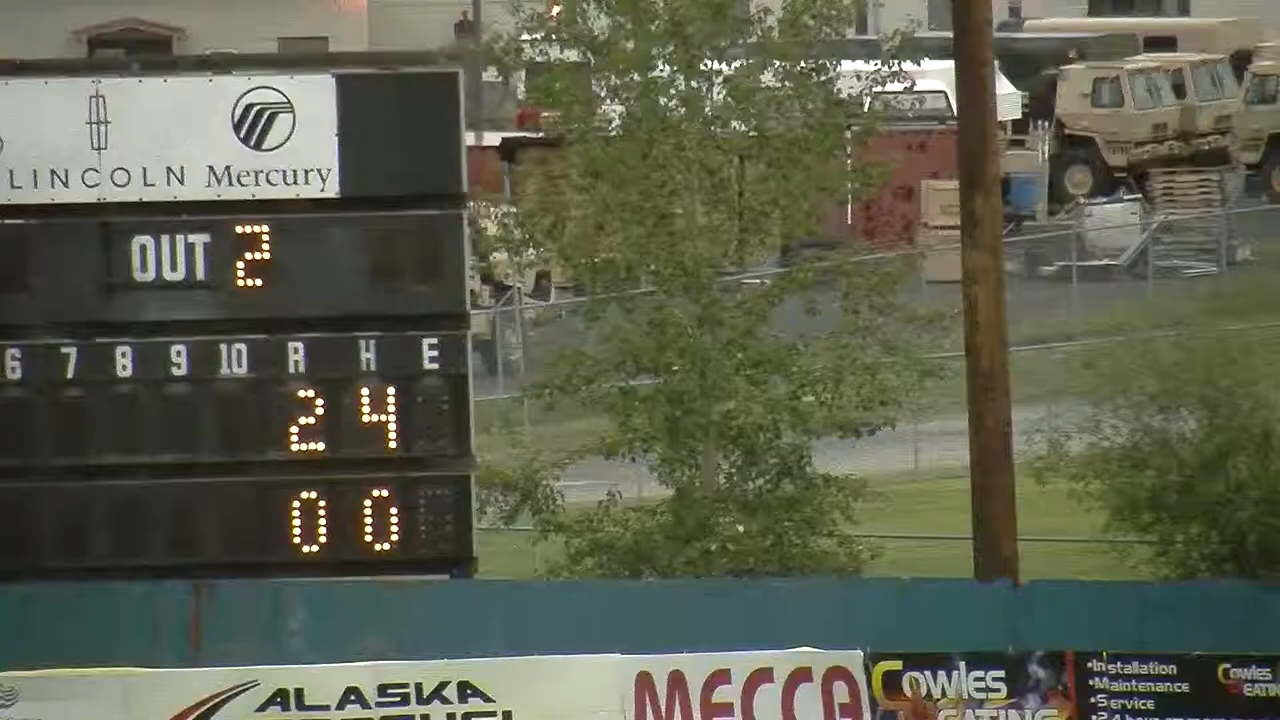 LINCOLN Mercury
OUT 2
6 7 8 9 10 R H E
2 4
0 0
ALASKA
MECCA
Cowles
•Installation
•Maintenance
•Service
Cowles